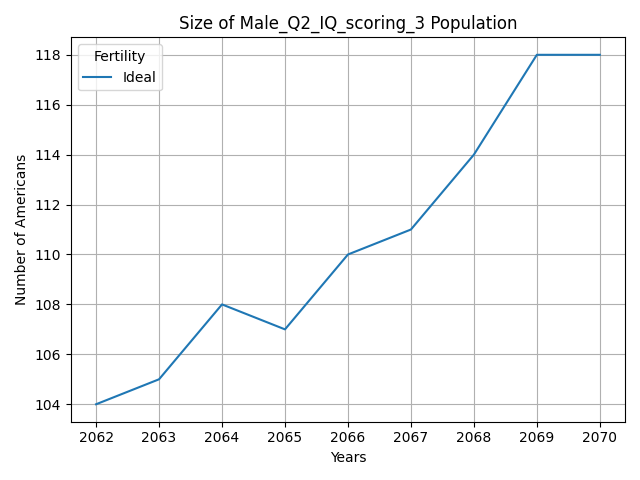 Size of Male_Q2_IQ_scoring_3 Population
Fertility
Ideal
Number of Americans
118
116
114
112
110
108
106
104
2062 2063 2064 2065 2066 2067 2068 2069 2070
Years